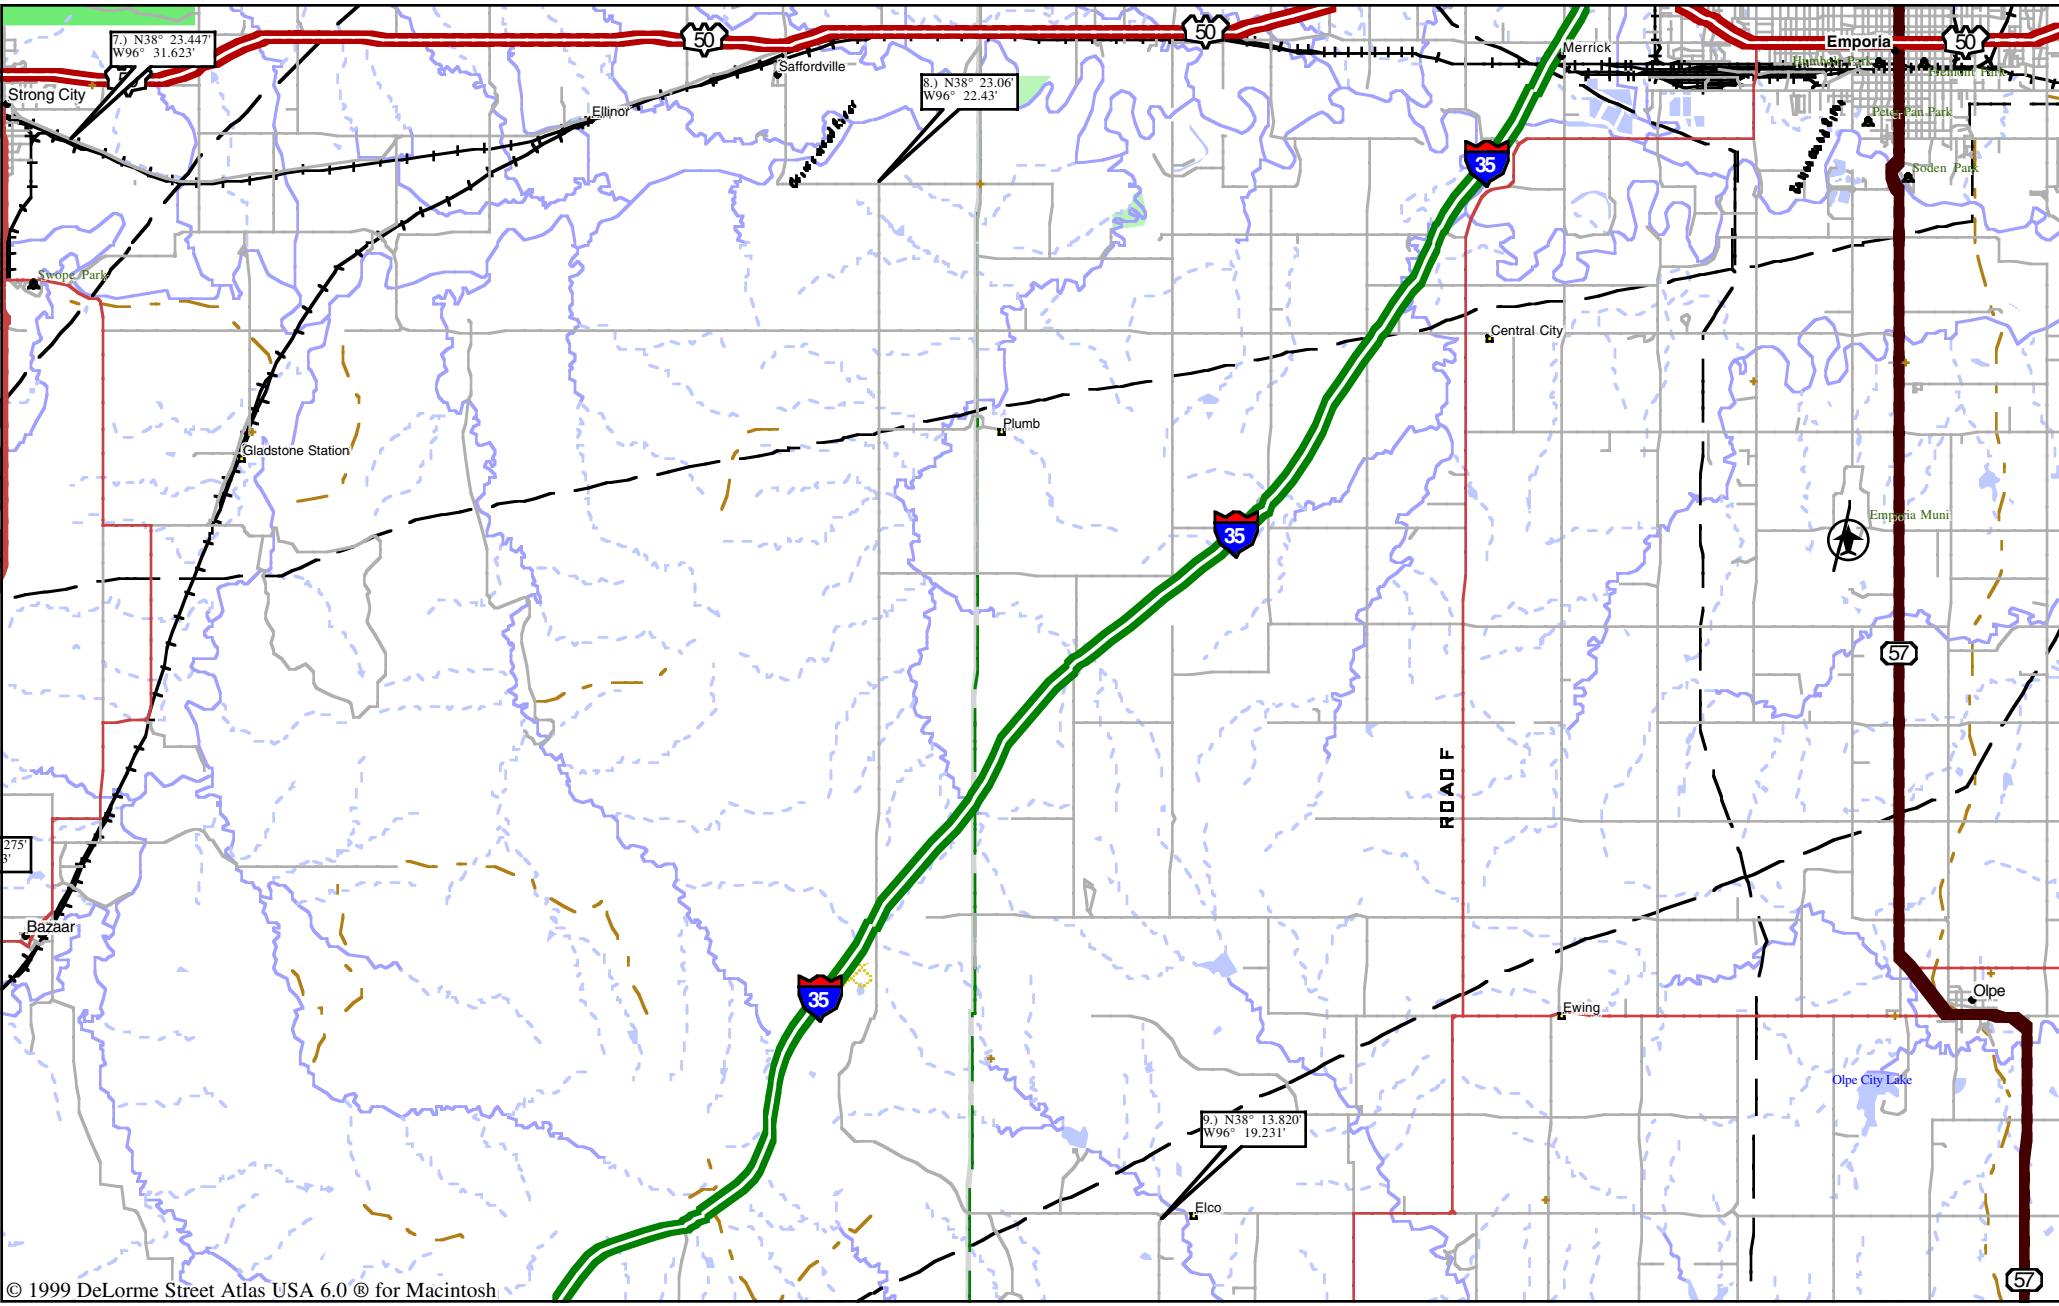 7.) N38° 23.447'
W96° 31.623'
50
50
50
Emporia
Merrick
Saffordville
Strong City
8.) N38° 23.06'
W96° 22.43'
Ellinor
Peter Pan Park
Soden Park
35
Swope Park
Central City
Plumb
Gladstone Station
35
Emporia Muni
57
ROAD F
275'
3'
Bazaar
35
Olpe
Ewing
Olpe City Lake
9.) N38° 13.820'
W96° 19.231'
Elco
57
© 1999 DeLorme Street Atlas USA 6.0 ® for Macintosh